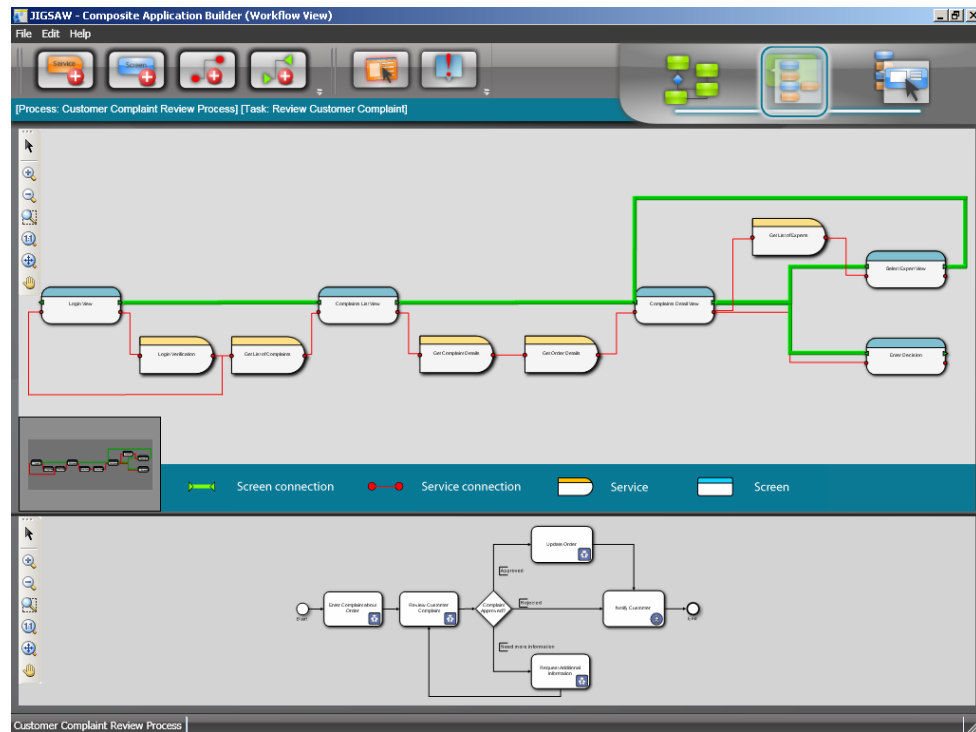 JIGSAW - Composite Application Builder (Workflow View)
File Edit Help
Service
Screen
[Process: Customer Complaint Review Process] [Task: Review Customer Complaint]
Get List of Experts
Select Expert View
Login View
Complaints List View
Complaints Detail View
Login Verification
Get List of Complaints
Get Complaint Details
Get Order Details
Enter Decision
Screen connection
Service connection
Service
Screen
Update Order
Approved
Enter Complaint about
Order
Review Customer
Complaint
Complaint
approved?
Rejected
Notify Customer
Start
End
Need more information
Request Additional
Information
Customer Complaint Review Process